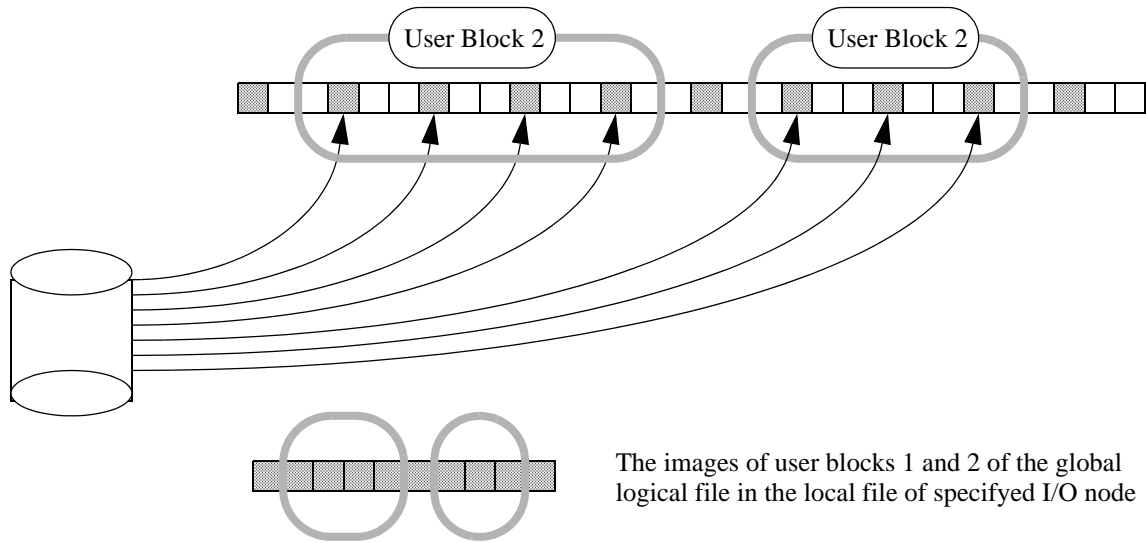 User Block 2
User Block 2
The images of user blocks 1 and 2 of the global
logical file in the local file of specifyed I/O node